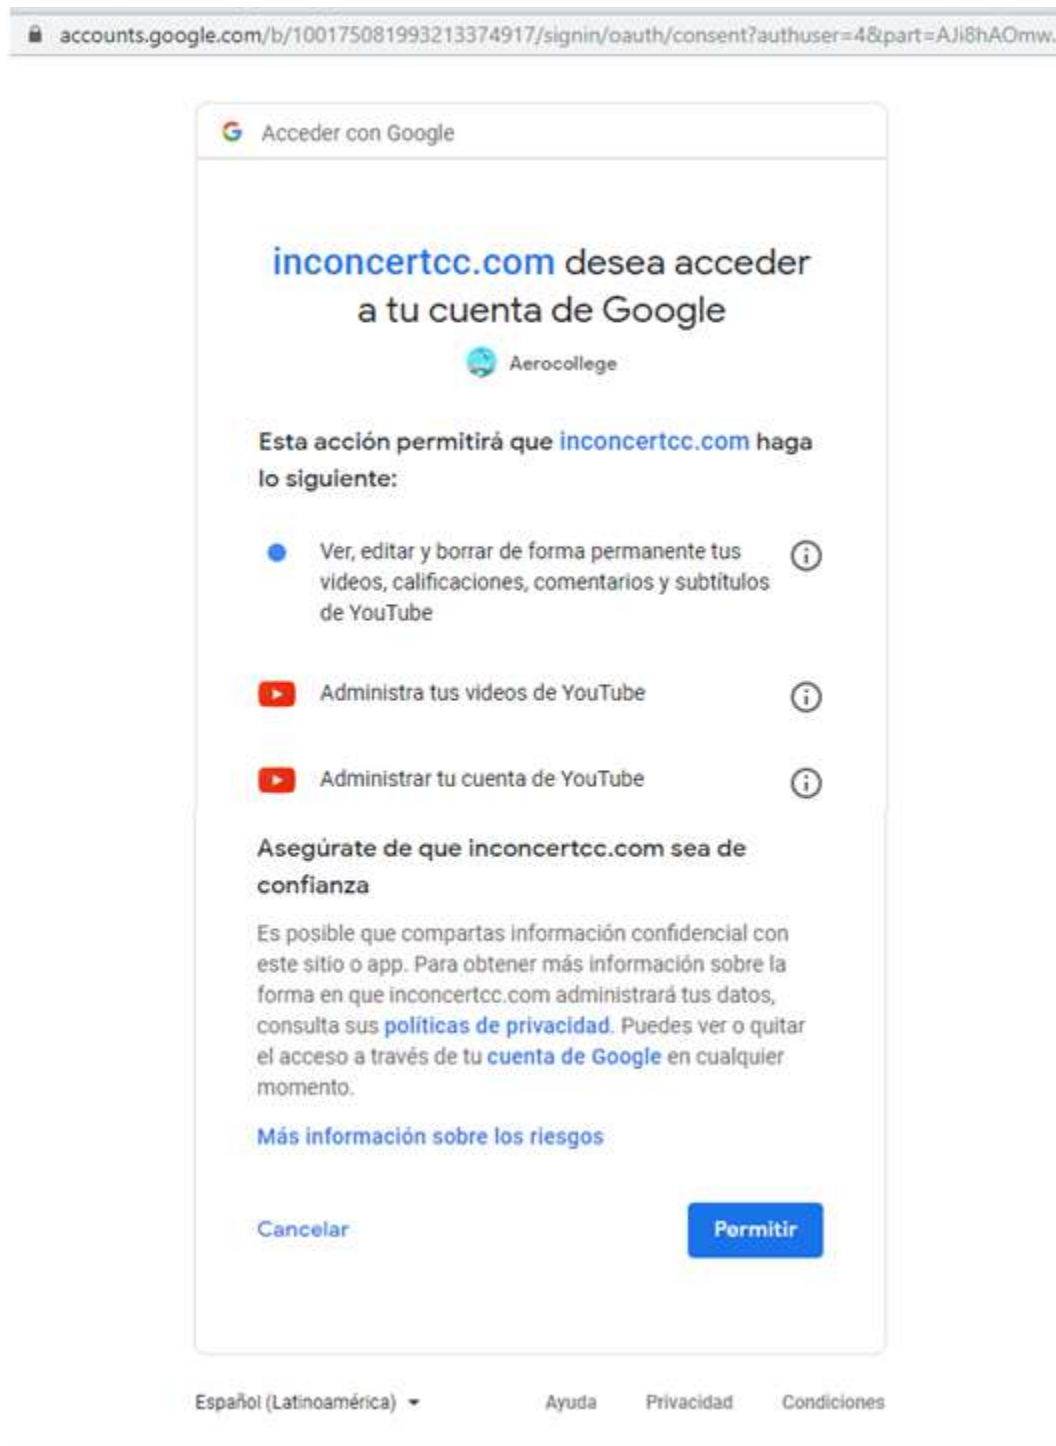 accounts.google.com/b/100175081993213374917/signin/oauth/consent?authuser=4&part=AJi8hAOmw.
Acceder con Google
inconcertcc.com desea acceder
a tu cuenta de Google
Aerocollege
Esta acción permitirá que inconcertcc.com haga
lo siguiente:
Ver, editar y borrar de forma permanente tus
videos, calificaciones, comentarios y subtítulos
de YouTube
Administra tus videos de YouTube
Administrar tu cuenta de YouTube
Asegúrate de que inconcertcc.com sea de
confianza
Es posible que compartas información confidencial con
este sitio o app. Para obtener más información sobre la
forma en que inconcertcc.com administrará tus datos,
consulta sus políticas de privacidad. Puedes ver o quitar
el acceso a través de tu cuenta de Google en cualquier
momento.
Más información sobre los riesgos
Cancelar
Permitir
Español (Latinoamérica)
Ayuda
Privacidad
Condiciones